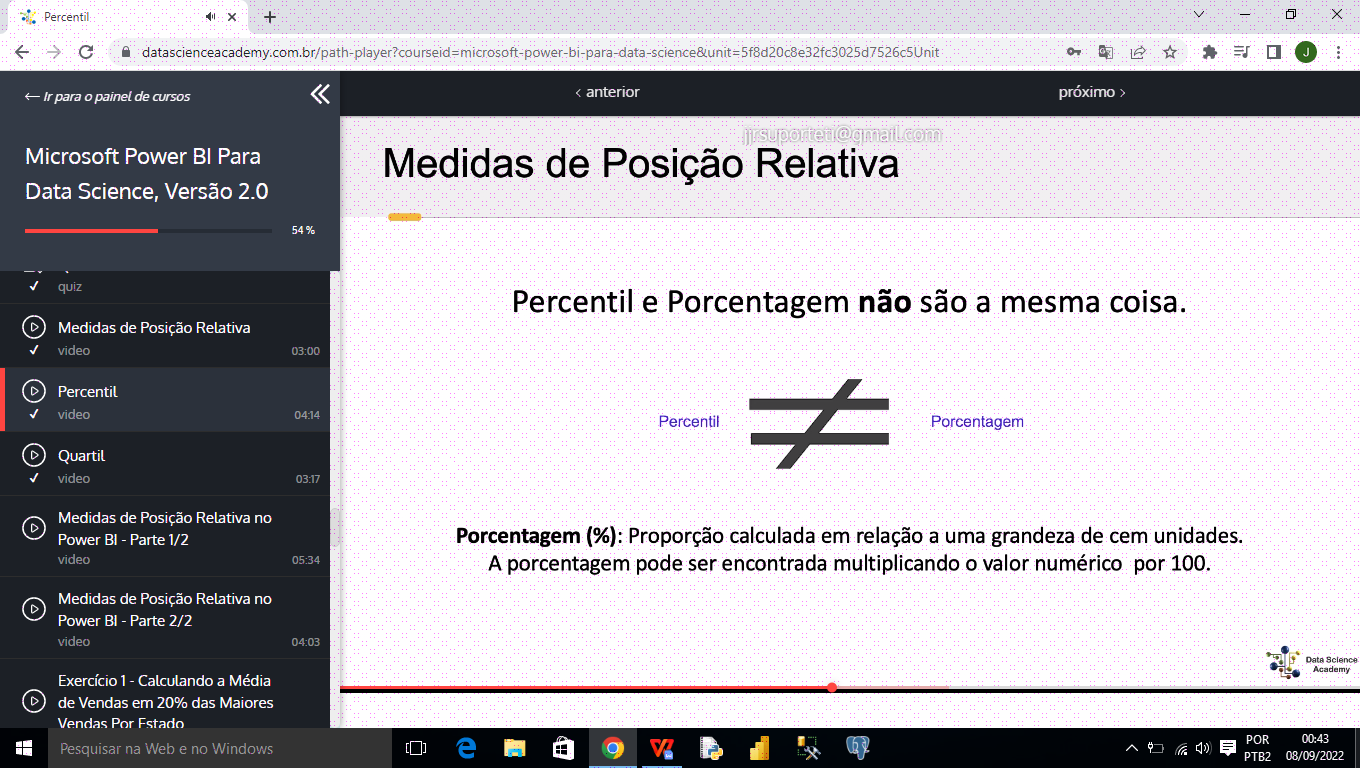 Percentil
datascienceacademy.com.br/path-player?courseid=microsoft-power-bi-para-data-science&unit=5f8d20c8e32fc3025d7526c5Unit
J
← Ir para o painel de cursos
‹ anterior
próximo ›
jjrsuporteti@gmail.com
Medidas de Posição Relativa
Microsoft Power BI Para
Data Science, Versão 2.0
54 %
quiz
Medidas de Posição Relativa
video 03:00
Percentil
video 04:14
Quartil
video 03:17
Medidas de Posição Relativa no
Power BI - Parte 1/2
video 05:34
Medidas de Posição Relativa no
Power BI - Parte 2/2
video 04:03
Exercício 1 - Calculando a Média
de Vendas em 20% das Maiores
Vendas Por Estado
Percentil e Porcentagem não são a mesma coisa.
Percentil ≠ Porcentagem
Porcentagem (%): Proporção calculada em relação a uma grandeza de cem unidades.
A porcentagem pode ser encontrada multiplicando o valor numérico por 100.
Data Science
Academy
Pesquisar na Web e no Windows
POR
PTB2
00:43
08/09/2022